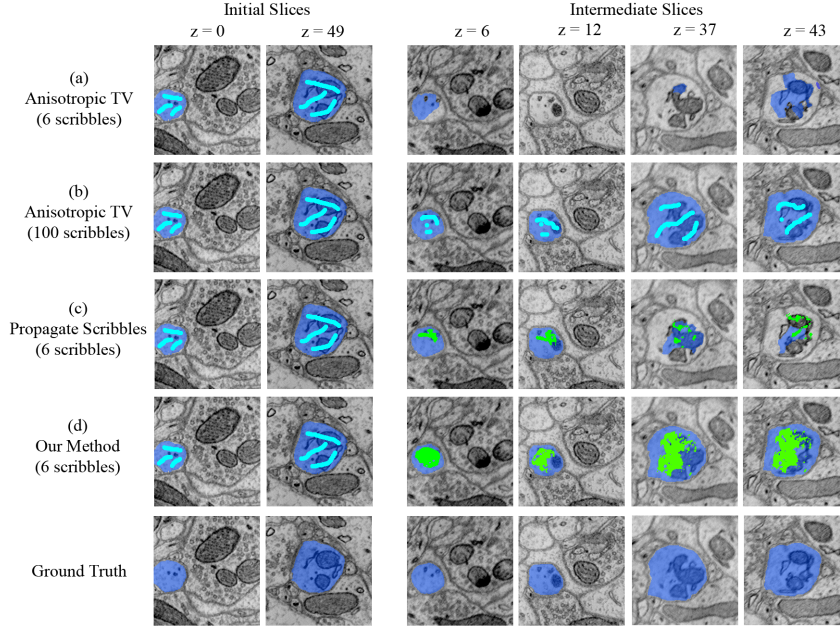 Initial Slices
Intermediate Slices
z = 0
z = 49
z = 6
z = 12
z = 37
z = 43
(a)
Anisotropic TV
(6 scribbles)
(b)
Anisotropic TV
(100 scribbles)
(c)
Propagate Scribbles
(6 scribbles)
(d)
Our Method
(6 scribbles)
Ground Truth